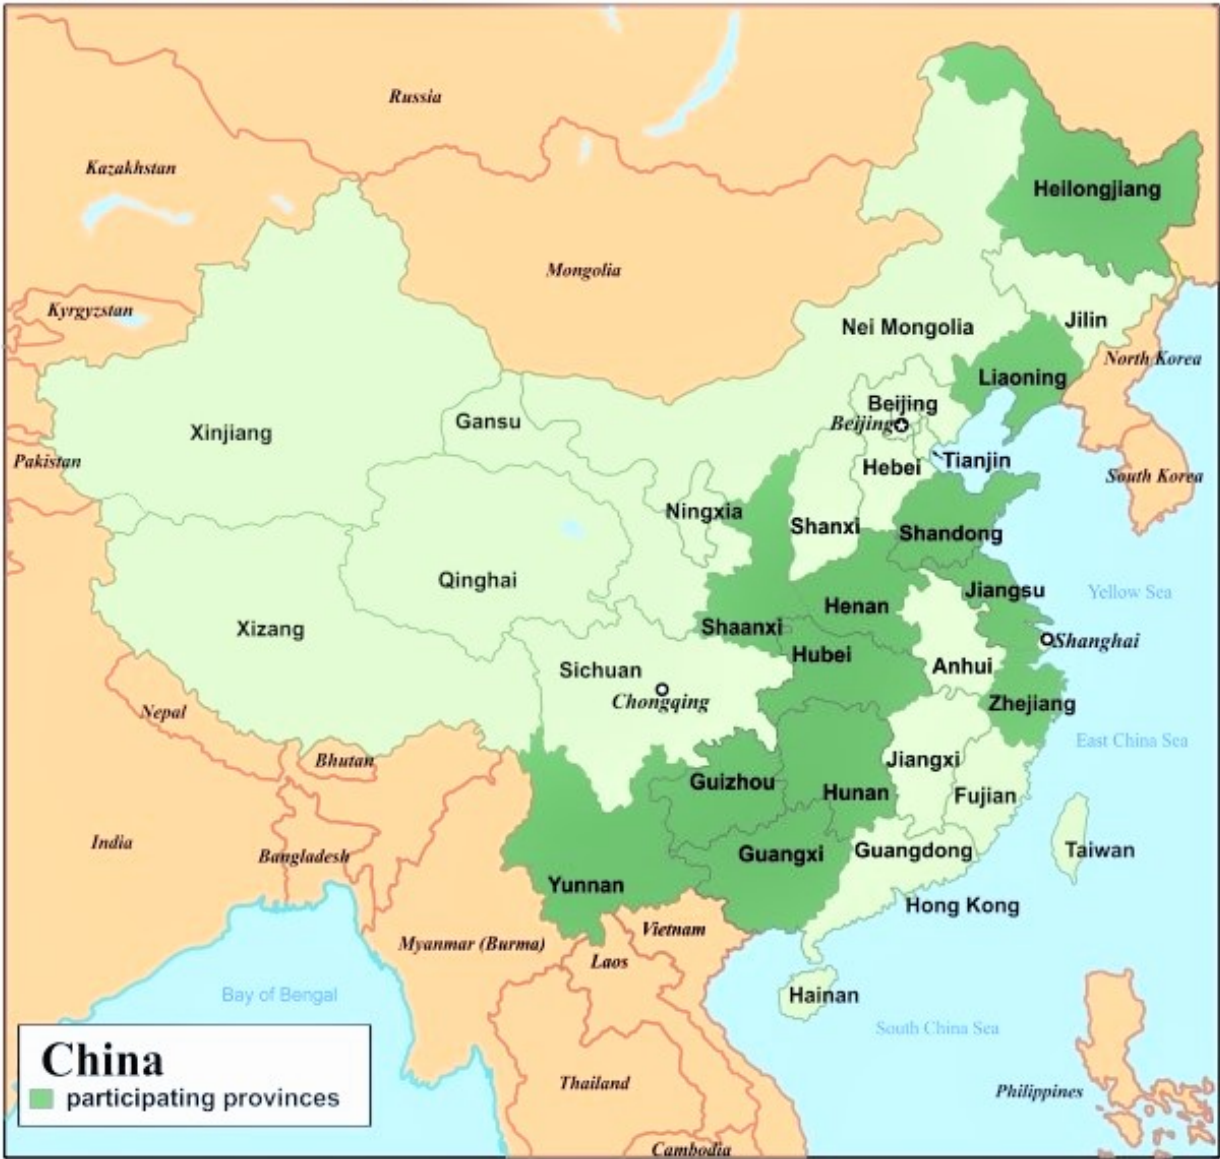 Russia
Kazakhstan
Heilongjiang
Mongolia
Kyrgyzstan
Jilin
Nei Mongolia
North Korea
Liaoning
Beijing
Beijing
Gansu
Xinjiang
Pakistan
Hebei
Tianjin
South Korea
Ningxia
Shanxi
Shandong
Qinghai
Jiangsu
Yellow Sea
Henan
Xizang
Shaanxi
Shanghai
Hubei
Anhui
Sichuan
Chongqing
Zhejiang
Nepal
East China Sea
Bhutan
Jiangxi
Guizhou
Hunan
Fujian
India
Bangladesh
Guangxi
Guangdong
Taiwan
Yunnan
Hong Kong
Vietnam
Myanmar (Burma)
Laos
Bay of Bengal
Hainan
South China Sea
China
participating provinces
Thailand
Philippines
Cambodia